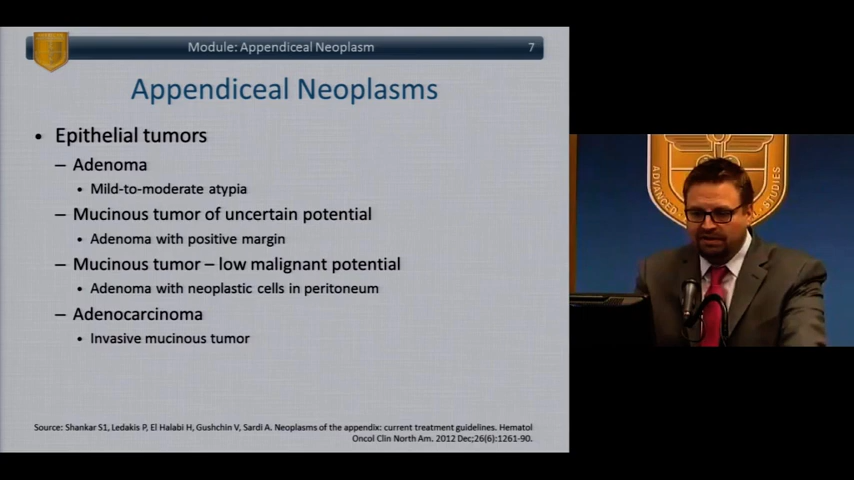 Module: Appendiceal Neoplasm 7
Appendiceal Neoplasms
• Epithelial tumors
– Adenoma
• Mild-to-moderate atypia
– Mucinous tumor of uncertain potential
• Adenoma with positive margin
– Mucinous tumor – low malignant potential
• Adenoma with neoplastic cells in peritoneum
– Adenocarcinoma
• Invasive mucinous tumor
Source: Shankar S1, Ledakis P, El Halabi H, Gushchin V, Sardi A. Neoplasms of the appendix: current treatment guidelines. Hematol
Oncol Clin North Am. 2012 Dec;26(6):1261-90.
ADVANCED STUDIES